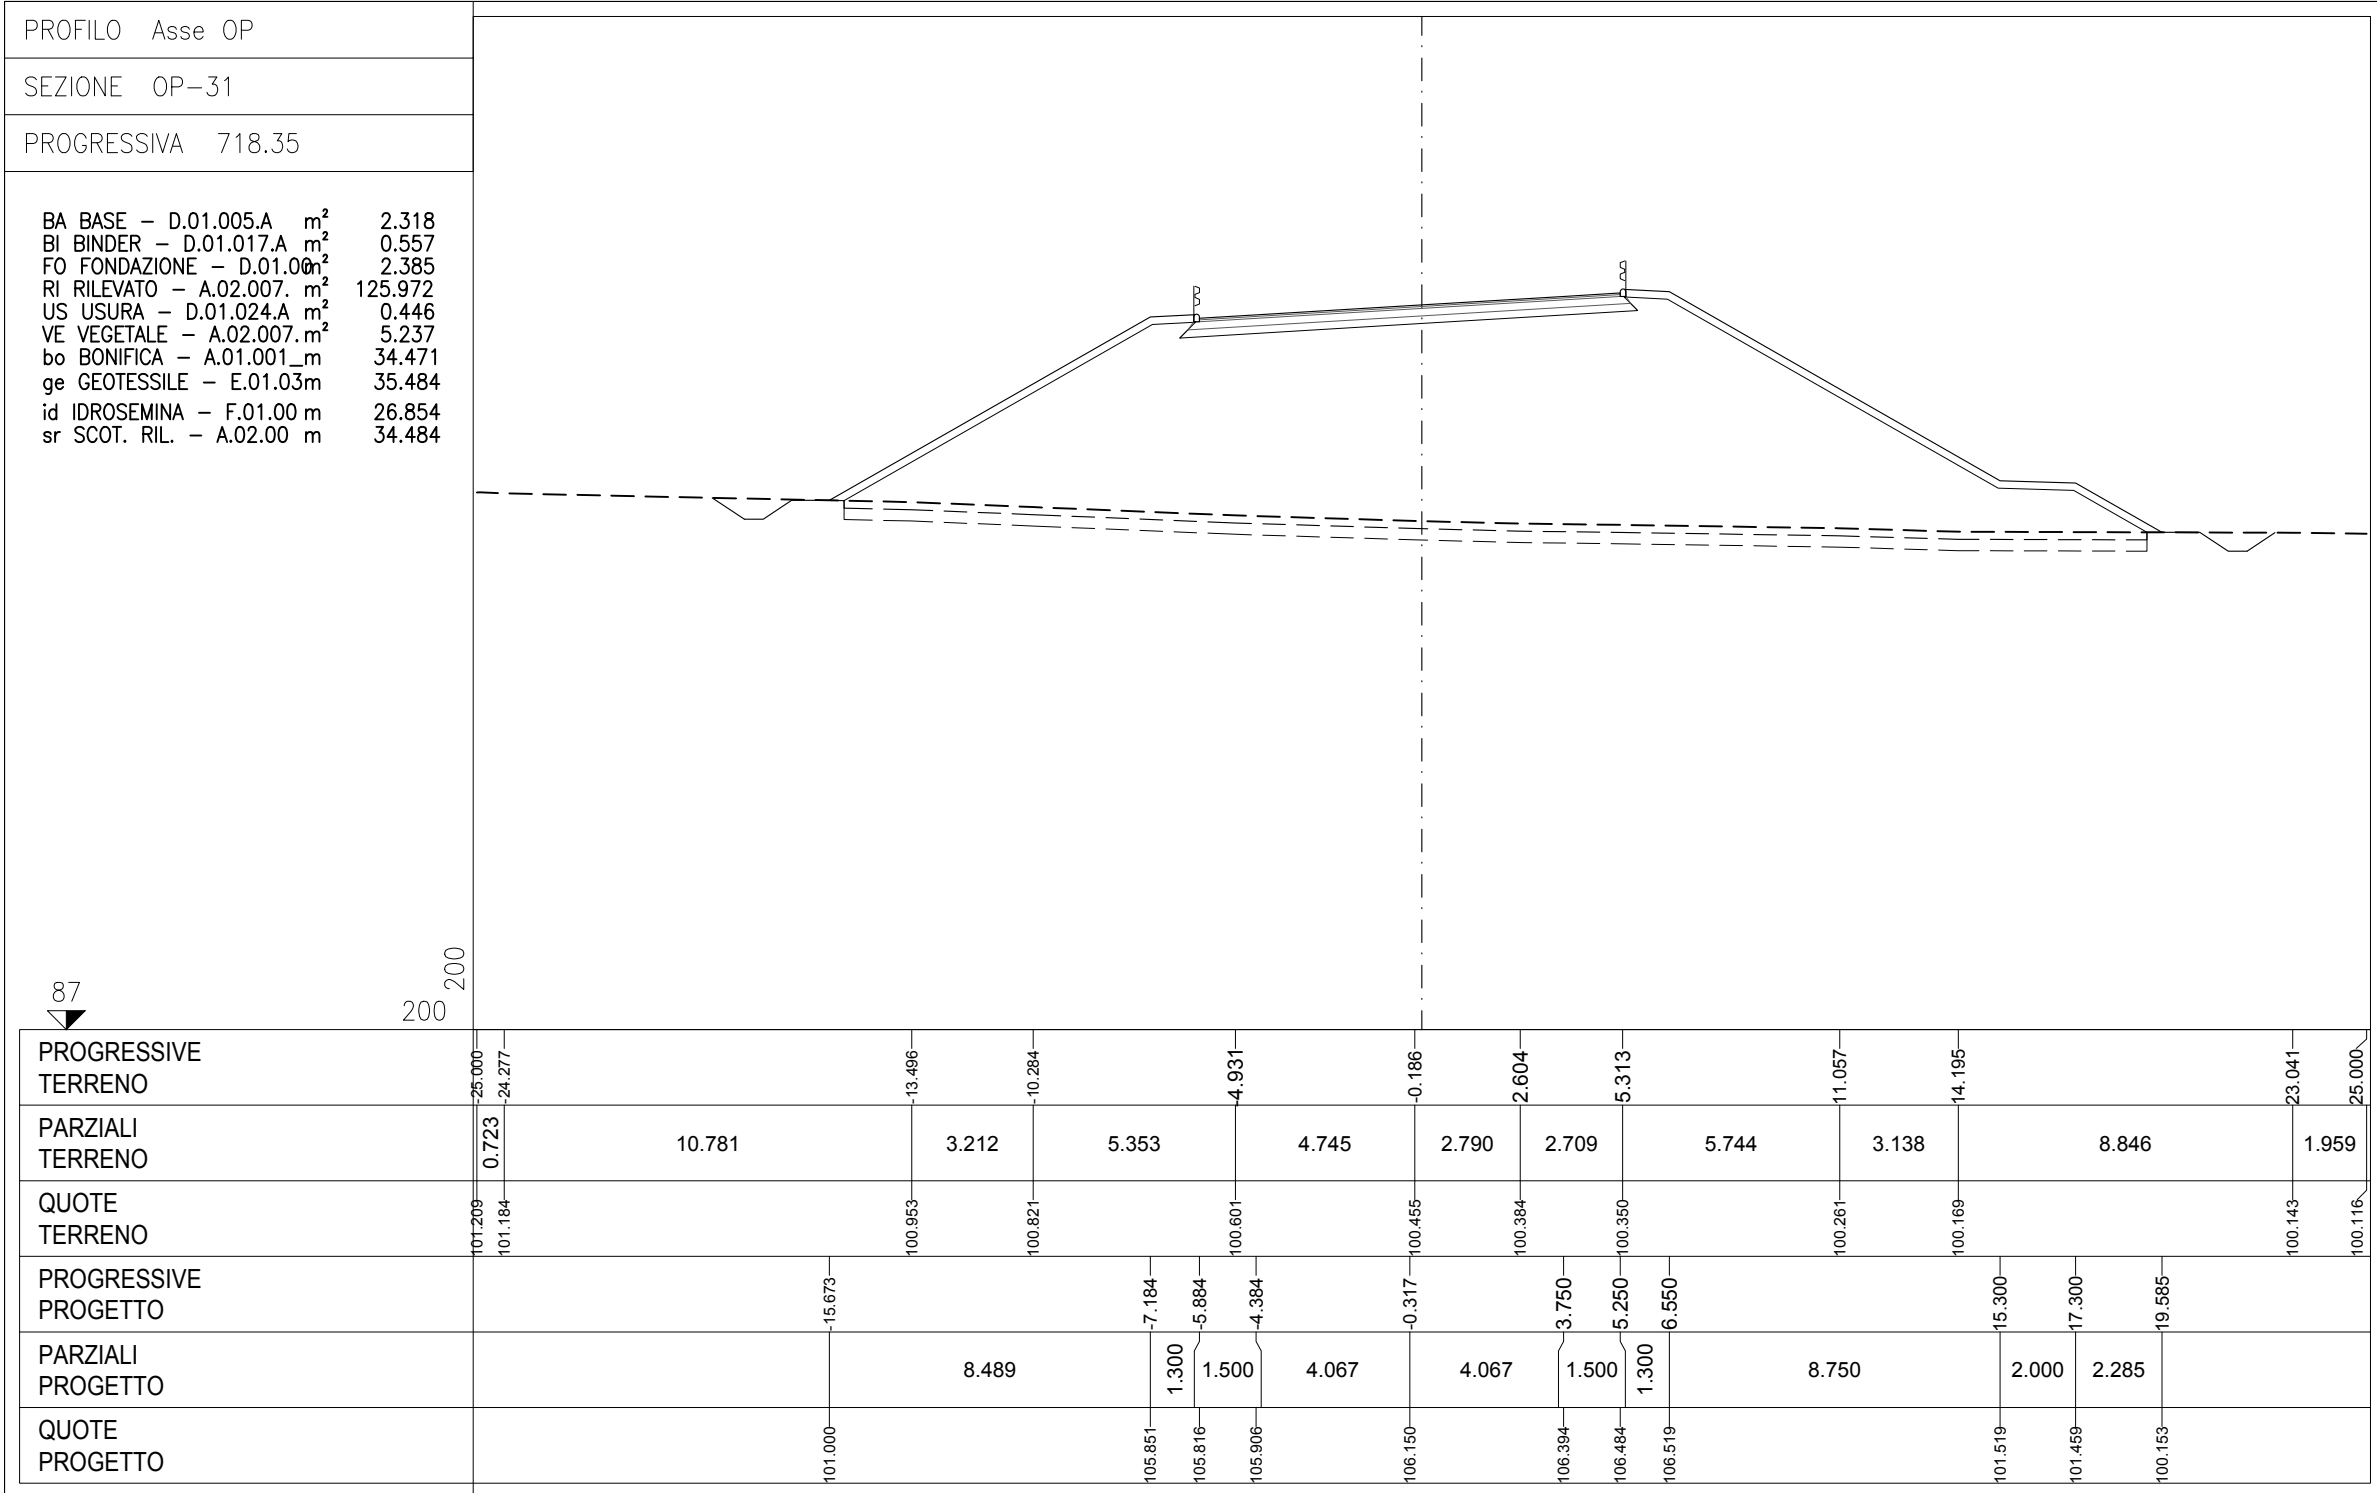 PROFILO Asse OP
SEZIONE OP-31
PROGRESSIVA 718.35
BA BASE - D.01.005.A m² 2.318
BI BINDER - D.01.017.A m² 0.557
FO FONDAZIONE - D.01.00 m² 2.385
RI RILEVATO - A.02.007. m² 125.972
US USURA - D.01.024.A m² 0.446
VE VEGETALE - A.02.007. m² 5.237
bo BONIFICA - A.01.001_m 34.471
ge GEOTESSILE - E.01.03m 35.484
id IDROSEMINA - F.01.00 m 26.854
sr SCOT. RIL. - A.02.00 m 34.484
87
200
200
PROGRESSIVE
TERRENO
-25.000 -24.277 -13.496 -10.284 -4.931 -0.186 2.604 5.313 11.057 14.195 23.041 25.000
PARZIALI
TERRENO
0.723 10.781 3.212 5.353 4.745 2.790 2.709 5.744 3.138 8.846 1.959
QUOTE
TERRENO
101.209 101.184 100.953 100.821 100.601 100.455 100.384 100.350 100.261 100.169 100.143 100.116
PROGRESSIVE
PROGETTO
-15.673 -7.184 -5.884 -4.384 -0.317 3.750 5.250 6.550 15.300 17.300 19.585
PARZIALI
PROGETTO
8.489 1.300 1.500 4.067 4.067 1.500 1.300 8.750 2.000 2.285
QUOTE
PROGETTO
101.000 105.851 105.816 105.906 106.150 106.394 106.484 106.519 101.519 101.459 100.153